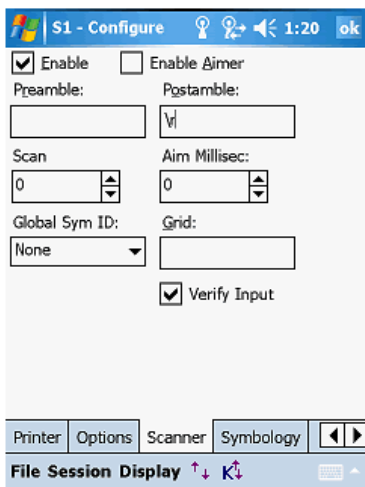 S1 - Configure 1:20 ok
Enable Enable Aimer
Preamble: Postamble:
\r
Scan Aim Millisec:
0 0
Global Sym ID: Grid:
None
Verify Input
Printer Options Scanner Symbology
File Session Display K